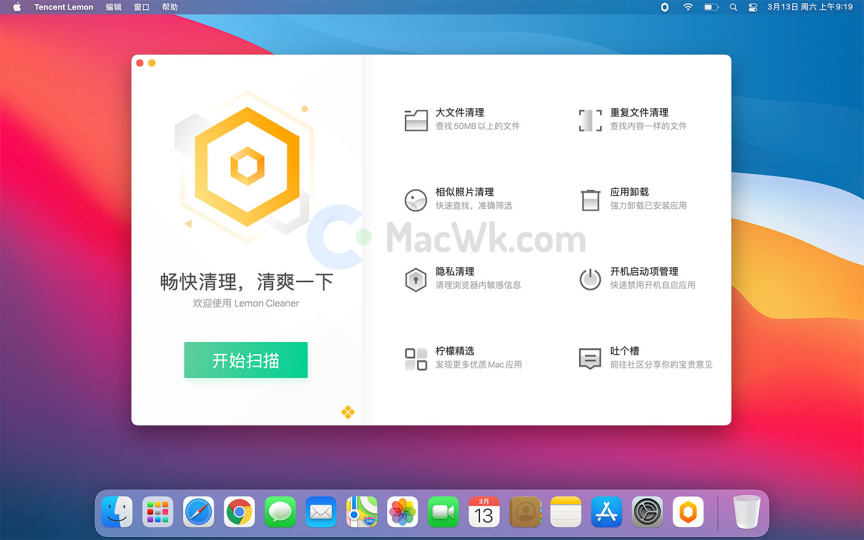 Tencent Lemon 编辑 窗口 帮助
3月13日 周六 上午9:19
大文件清理
查找50MB以上的文件
重复文件清理
查找内容一样的文件
相似照片清理
快速查找，准确筛选
应用卸载
强力卸载已安装应用
MacWk.com
隐私清理
清理浏览器内敏感信息
开机启动项管理
快速禁用开机自启应用
畅快清理，清爽一下
欢迎使用 Lemon Cleaner
开始扫描
柠檬精选
发现更多优质Mac应用
吐个槽
前往社区分享你的宝贵意见
3月
13